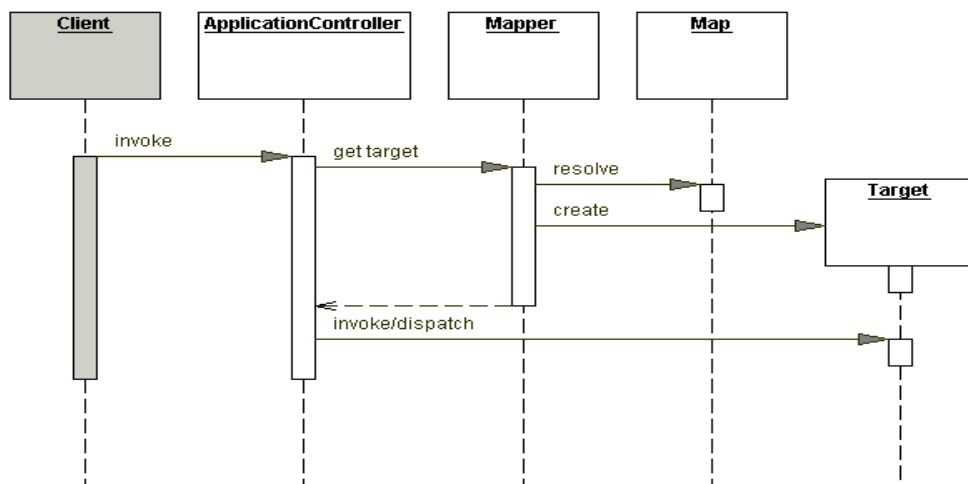 Client
ApplicationController
Mapper
Map
invoke
get target
resolve
Target
create
invoke/dispatch